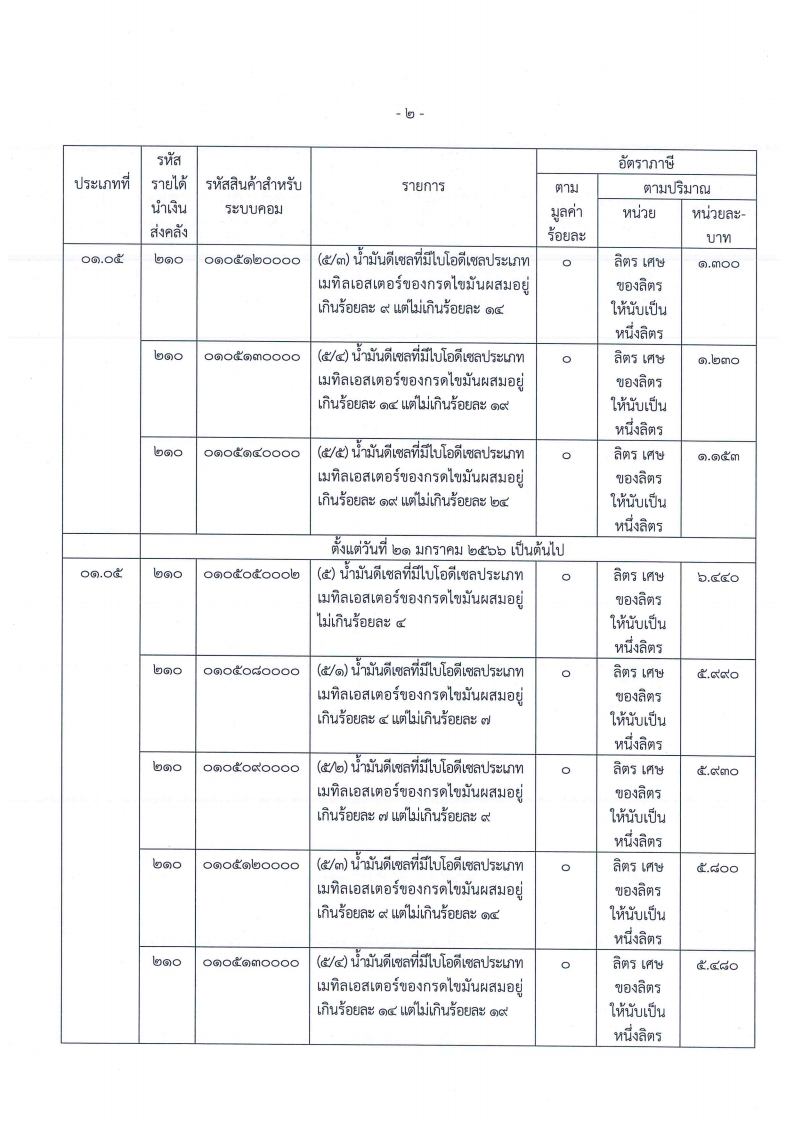 - ๒ -
ประเภทที่
รหัส
รายได้
นำเงิน
ส่งคลัง
รหัสสินค้าสำหรับ
ระบบคอม
รายการ
อัตราภาษี
ตาม
มูลค่า
ร้อยละ
ตามปริมาณ
หน่วย
หน่วยละ-
บาท
๐๑.๐๕ ๒๑๐ ๐๑๐๕๑๒๐๐๐๐ (๕/๓) น้ำมันดีเซลที่มีไบโอดีเซลประเภท ๐ ลิตร เศษ ๑.๓๐๐
เมทิลเอสเตอร์ของกรดไขมันผสมอยู่ ของลิตร
เกินร้อยละ ๙ แต่ไม่เกินร้อยละ ๑๔ ให้นับเป็น
หนึ่งลิตร
๒๑๐ ๐๑๐๕๑๓๐๐๐๐ (๕/๔) น้ำมันดีเซลที่มีไบโอดีเซลประเภท ๐ ลิตร เศษ ๑.๒๓๐
เมทิลเอสเตอร์ของกรดไขมันผสมอยู่ ของลิตร
เกินร้อยละ ๑๔ แต่ไม่เกินร้อยละ ๑๙ ให้นับเป็น
หนึ่งลิตร
๒๑๐ ๐๑๐๕๑๔๐๐๐๐ (๕/๕) น้ำมันดีเซลที่มีไบโอดีเซลประเภท ๐ ลิตร เศษ ๑.๑๕๓
เมทิลเอสเตอร์ของกรดไขมันผสมอยู่ ของลิตร
เกินร้อยละ ๑๙ แต่ไม่เกินร้อยละ ๒๔ ให้นับเป็น
หนึ่งลิตร
ตั้งแต่วันที่ ๒๑ มกราคม ๒๕๖๖ เป็นต้นไป
๐๑.๐๕ ๒๑๐ ๐๑๐๕๐๕๐๐๐๒ (๕) น้ำมันดีเซลที่มีไบโอดีเซลประเภท ๐ ลิตร เศษ ๖.๔๔๐
เมทิลเอสเตอร์ของกรดไขมันผสมอยู่ ของลิตร
ไม่เกินร้อยละ ๔ ให้นับเป็น
หนึ่งลิตร
๒๑๐ ๐๑๐๕๐๘๐๐๐๐ (๕/๑) น้ำมันดีเซลที่มีไบโอดีเซลประเภท ๐ ลิตร เศษ ๕.๙๙๐
เมทิลเอสเตอร์ของกรดไขมันผสมอยู่ ของลิตร
เกินร้อยละ ๔ แต่ไม่เกินร้อยละ ๗ ให้นับเป็น
หนึ่งลิตร
๒๑๐ ๐๑๐๕๐๙๐๐๐๐ (๕/๒) น้ำมันดีเซลที่มีไบโอดีเซลประเภท ๐ ลิตร เศษ ๕.๙๓๐
เมทิลเอสเตอร์ของกรดไขมันผสมอยู่ ของลิตร
เกินร้อยละ ๗ แต่ไม่เกินร้อยละ ๙ ให้นับเป็น
หนึ่งลิตร
๒๑๐ ๐๑๐๕๑๒๐๐๐๐ (๕/๓) น้ำมันดีเซลที่มีไบโอดีเซลประเภท ๐ ลิตร เศษ ๕.๘๐๐
เมทิลเอสเตอร์ของกรดไขมันผสมอยู่ ของลิตร
เกินร้อยละ ๙ แต่ไม่เกินร้อยละ ๑๔ ให้นับเป็น
หนึ่งลิตร
๒๑๐ ๐๑๐๕๑๓๐๐๐๐ (๕/๔) น้ำมันดีเซลที่มีไบโอดีเซลประเภท ๐ ลิตร เศษ ๕.๔๘๐
เมทิลเอสเตอร์ของกรดไขมันผสมอยู่ ของลิตร
เกินร้อยละ ๑๔ แต่ไม่เกินร้อยละ ๑๙ ให้นับเป็น
หนึ่งลิตร